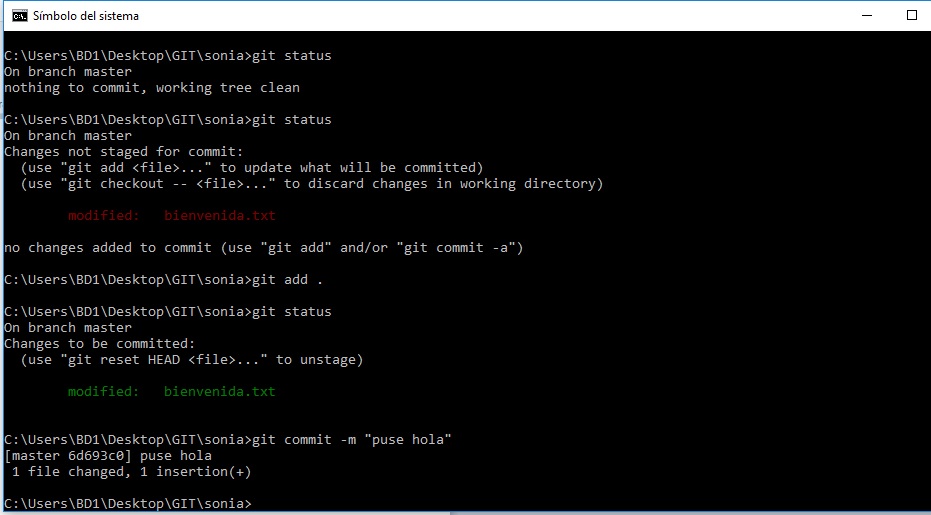 Símbolo del sistema
C:\Users\BD1\Desktop\GIT\sonia>git status
On branch master
nothing to commit, working tree clean
C:\Users\BD1\Desktop\GIT\sonia>git status
On branch master
Changes not staged for commit:
  (use "git add <file>..." to update what will be committed)
  (use "git checkout -- <file>..." to discard changes in working directory)
        modified:   bienvenida.txt
no changes added to commit (use "git add" and/or "git commit -a")
C:\Users\BD1\Desktop\GIT\sonia>git add .
C:\Users\BD1\Desktop\GIT\sonia>git status
On branch master
Changes to be committed:
  (use "git reset HEAD <file>..." to unstage)
        modified:   bienvenida.txt
C:\Users\BD1\Desktop\GIT\sonia>git commit -m "puse hola"
[master 6d693c0] puse hola
 1 file changed, 1 insertion(+)
C:\Users\BD1\Desktop\GIT\sonia>